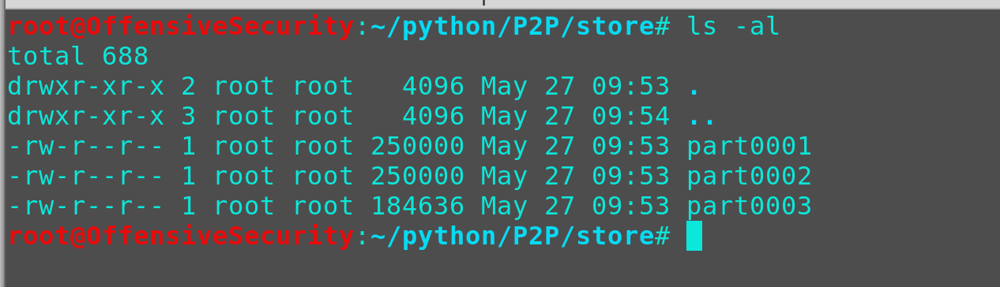 root@OffensiveSecurity:~/python/P2P/store# ls -al
total 688
drwxr-xr-x 2 root root   4096 May 27 09:53 .
drwxr-xr-x 3 root root   4096 May 27 09:54 ..
-rw-r--r-- 1 root root 250000 May 27 09:53 part0001
-rw-r--r-- 1 root root 250000 May 27 09:53 part0002
-rw-r--r-- 1 root root 184636 May 27 09:53 part0003
root@OffensiveSecurity:~/python/P2P/store#